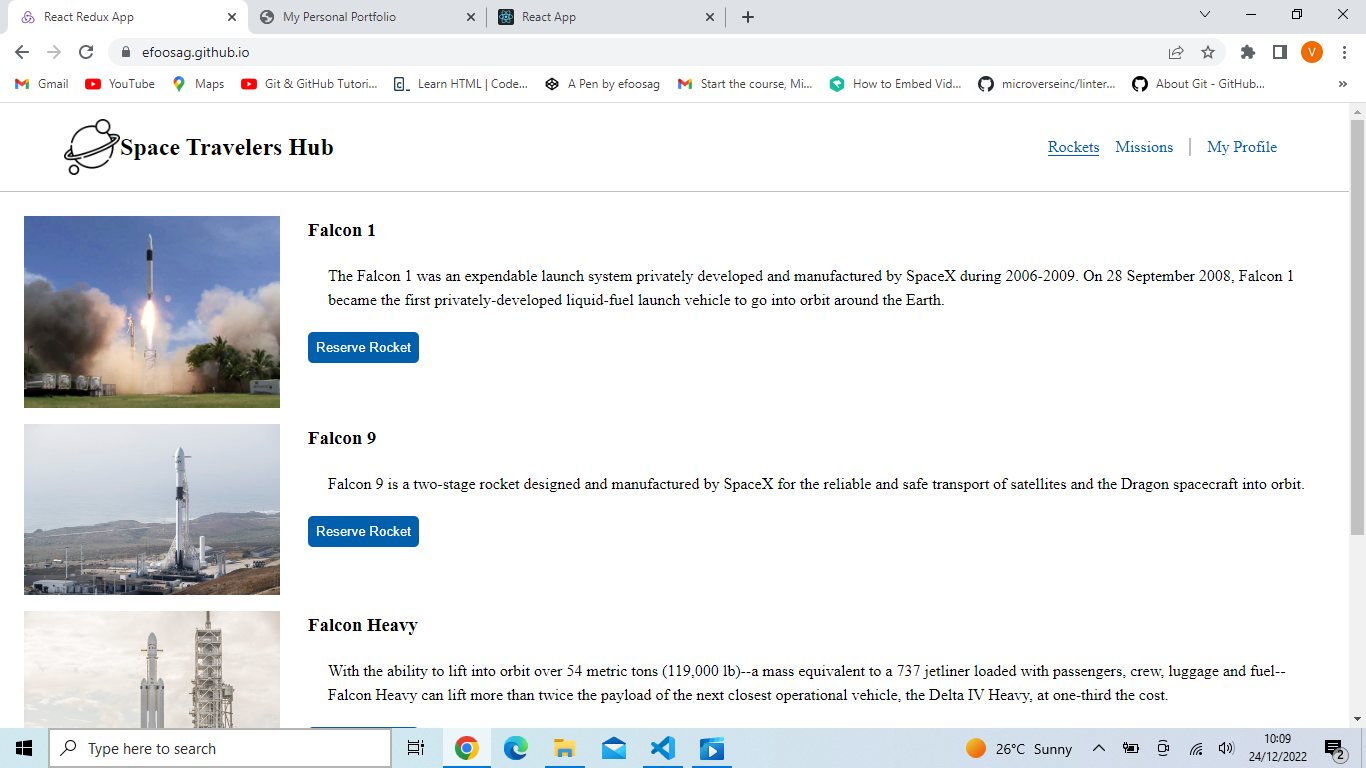 React Redux App
My Personal Portfolio
React App
efoosag.github.io
V
Gmail
YouTube
Maps
Git & GitHub Tutori...
Learn HTML | Code...
A Pen by efoosag
Start the course, Mi...
How to Embed Vid...
microverseinc/linter...
About Git - GitHub...
»
Space Travelers Hub
Rockets Missions | My Profile
Falcon 1
The Falcon 1 was an expendable launch system privately developed and manufactured by SpaceX during 2006-2009. On 28 September 2008, Falcon 1
became the first privately-developed liquid-fuel launch vehicle to go into orbit around the Earth.
Reserve Rocket
Falcon 9
Falcon 9 is a two-stage rocket designed and manufactured by SpaceX for the reliable and safe transport of satellites and the Dragon spacecraft into orbit.
Reserve Rocket
Falcon Heavy
With the ability to lift into orbit over 54 metric tons (119,000 lb)--a mass equivalent to a 737 jetliner loaded with passengers, crew, luggage and fuel--
Falcon Heavy can lift more than twice the payload of the next closest operational vehicle, the Delta IV Heavy, at one-third the cost.
Type here to search
26°C Sunny
10:09
24/12/2022
2